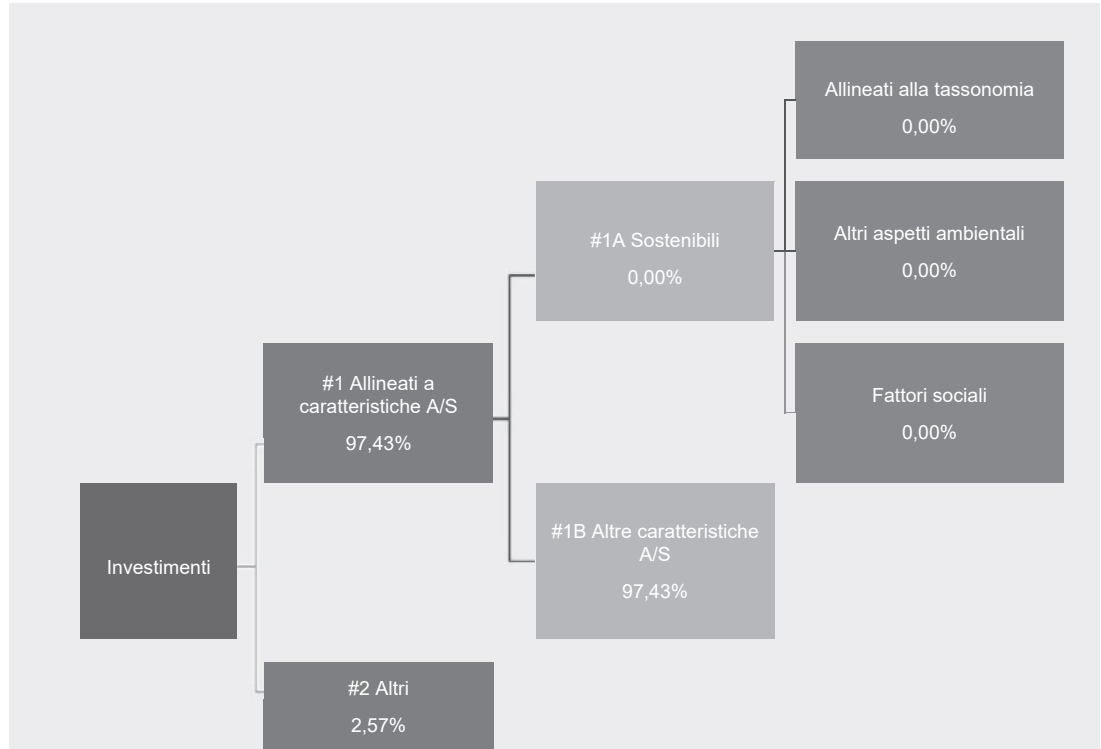 Allineati alla tassonomia
0,00%
#1A Sostenibili
0,00%
Altri aspetti ambientali
0,00%
#1 Allineati a
caratteristiche A/S
97,43%
Fattori sociali
0,00%
Investimenti
#1B Altre caratteristiche
A/S
97,43%
#2 Altri
2,57%